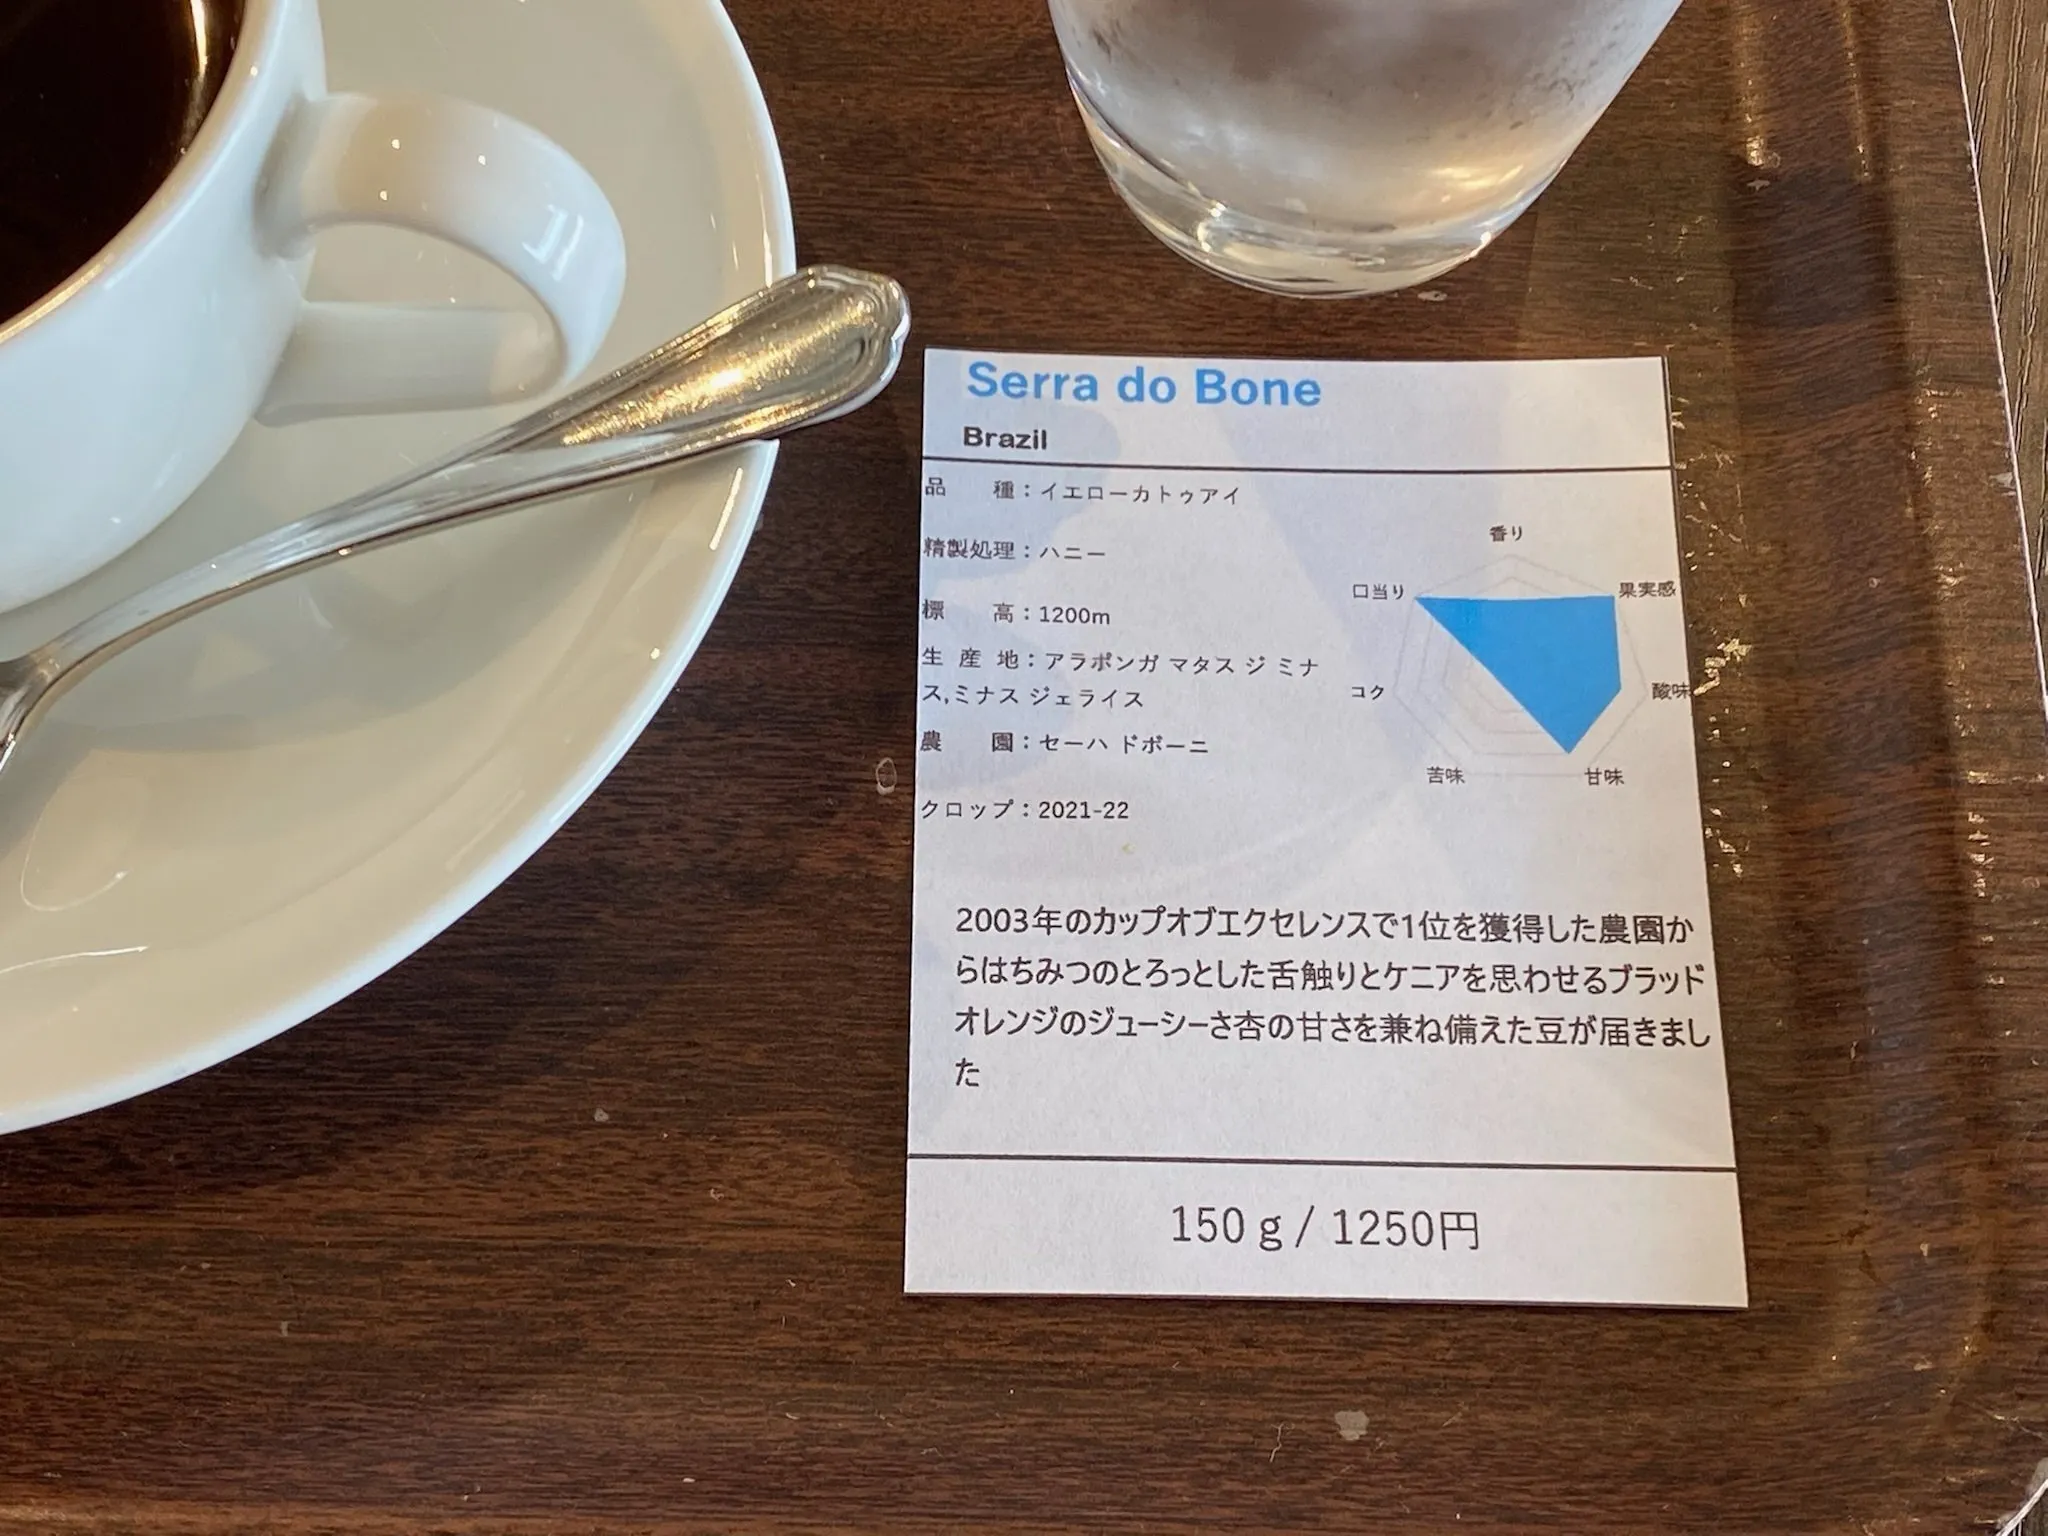 Serra do Bone
Brazil
品　種：イエローカトゥアイ
精製処理：ハニー
標　高：1200m
生 産 地：アラポンガ マタス ジ ミナ
ス,ミナス ジェライス
農　園：セーハ ドボーニ
クロップ：2021-22
香り
口当り
果実感
コク
酸味
苦味
甘味
2003年のカップオブエクセレンスで1位を獲得した農園か
らはちみつのとろっとした舌触りとケニアを思わせるブラッド
オレンジのジューシーさ杏の甘さを兼ね備えた豆が届きまし
た
150ｇ/ 1250円